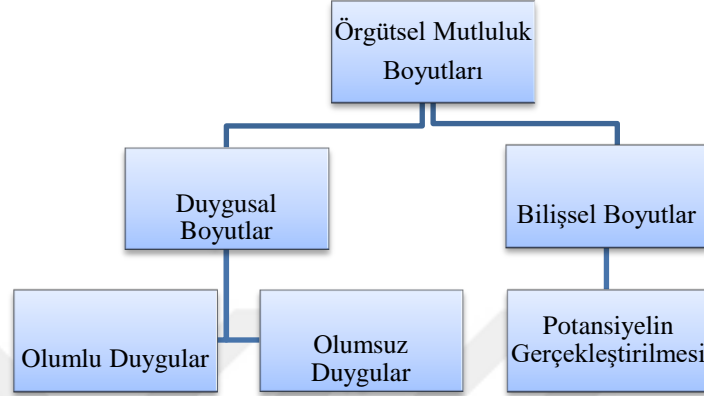 Örgütsel Mutluluk
Boyutları
Duygusal
Boyutlar
Bilişsel Boyutlar
Olumlu Duygular
Olumsuz
Duygular
Potansiyelin
Gerçekleştirilmesi